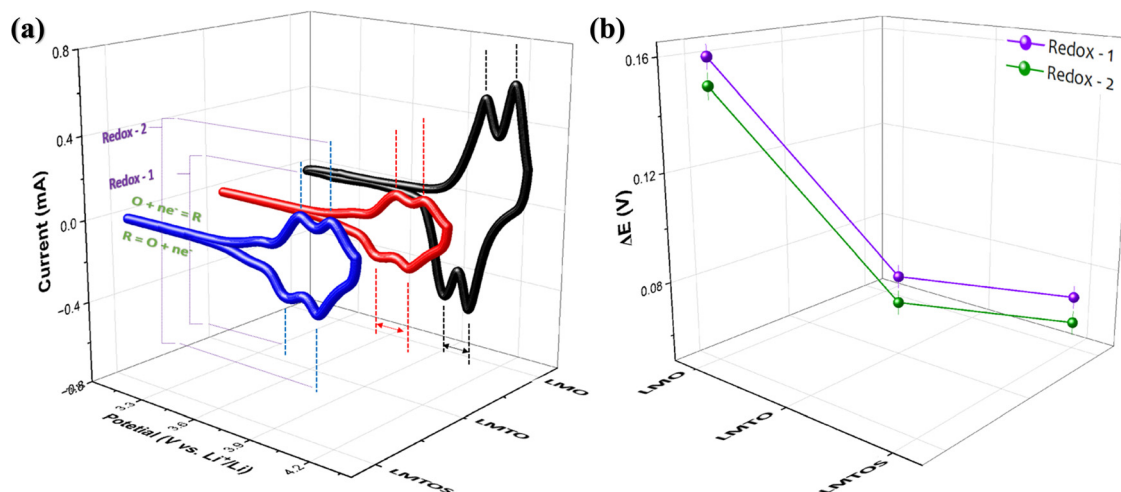 (a)
0.8
0.4
0.0
-0.4
Current (mA)
Redox - 2
Redox - 1
O + ne⁻ = R
R = O + ne⁻
3.3
3.6
3.9
4.2
Potetial (V vs. Li⁺/Li)
LMO
LMTO
LMTOS
(b)
Redox - 1
Redox - 2
0.16
0.12
0.08
ΔE (V)
LMO
LMTO
LMTOS